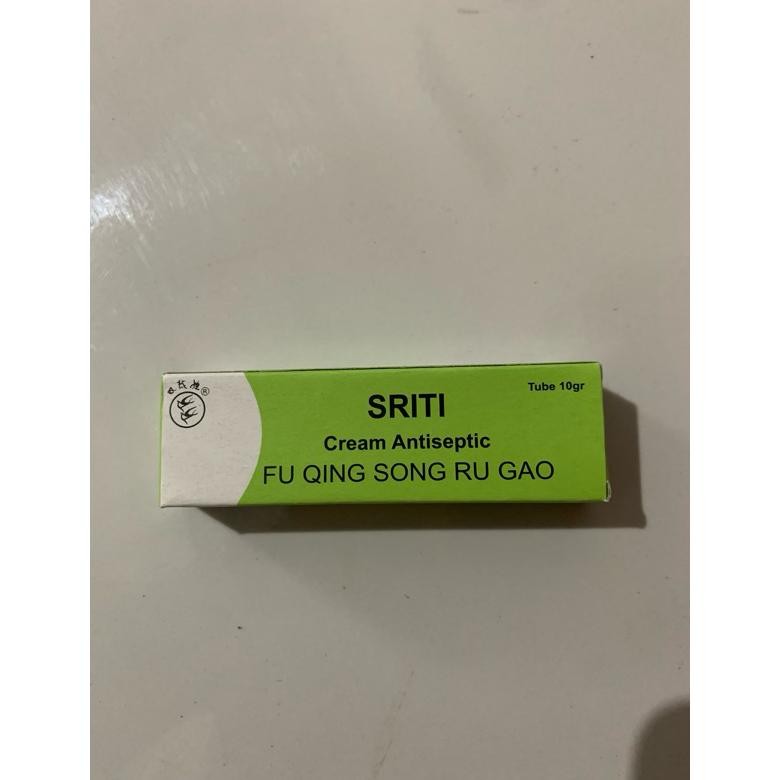 Tube 10gr
SRITI
Cream Antiseptic
FU QING SONG RU GAO
®